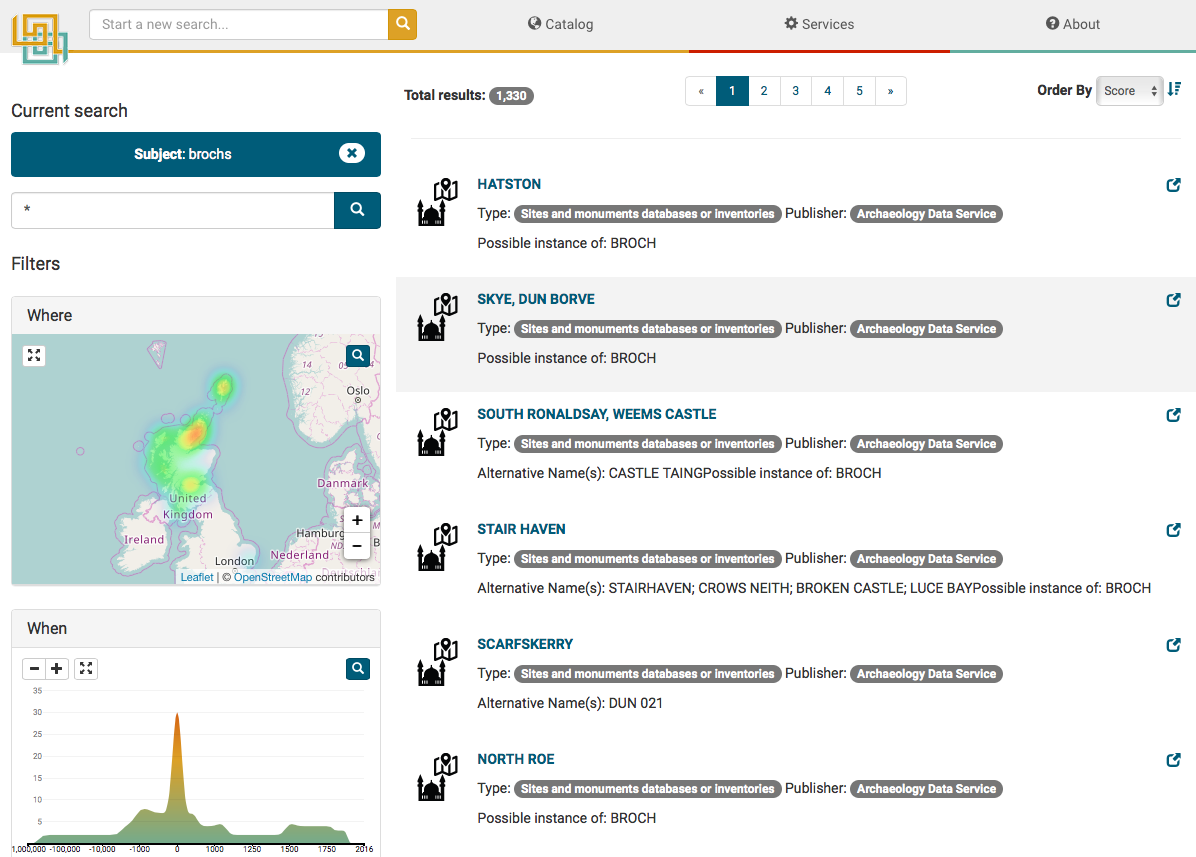 Start a new search...
Catalog
Services
About
Current search
Subject: brochs
*
Filters
Where
14
05
12
Oslo
Danmark
United
Kingdom
Ireland
Hamburg
London
Nederland
+
−
Leaflet | © OpenStreetMap contributors
When
35
30
25
20
15
10
5
1,000,000 -100,000 -10,000 -1000 0 1000 1250 1500 1750 2016
Total results: 1,330
« 1 2 3 4 5 »
Order By Score
HATSTON
Type: Sites and monuments databases or inventories Publisher: Archaeology Data Service
Possible instance of: BROCH
SKYE, DUN BORVE
Type: Sites and monuments databases or inventories Publisher: Archaeology Data Service
Possible instance of: BROCH
SOUTH RONALDSAY, WEEMS CASTLE
Type: Sites and monuments databases or inventories Publisher: Archaeology Data Service
Alternative Name(s): CASTLE TAINGPossible instance of: BROCH
STAIR HAVEN
Type: Sites and monuments databases or inventories Publisher: Archaeology Data Service
Alternative Name(s): STAIRHAVEN; CROWS NEITH; BROKEN CASTLE; LUCE BAYPossible instance of: BROCH
SCARFSKERRY
Type: Sites and monuments databases or inventories Publisher: Archaeology Data Service
Alternative Name(s): DUN 021
NORTH ROE
Type: Sites and monuments databases or inventories Publisher: Archaeology Data Service
Possible instance of: BROCH